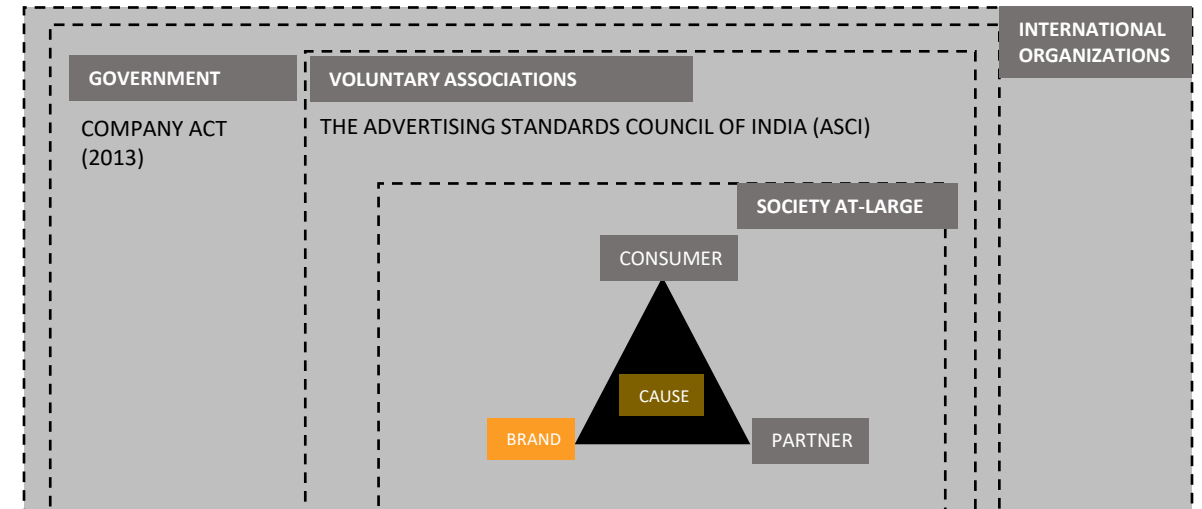 INTERNATIONAL
ORGANIZATIONS
GOVERNMENT
VOLUNTARY ASSOCIATIONS
COMPANY ACT
(2013)
THE ADVERTISING STANDARDS COUNCIL OF INDIA (ASCI)
SOCIETY AT-LARGE
CONSUMER
CAUSE
BRAND
PARTNER